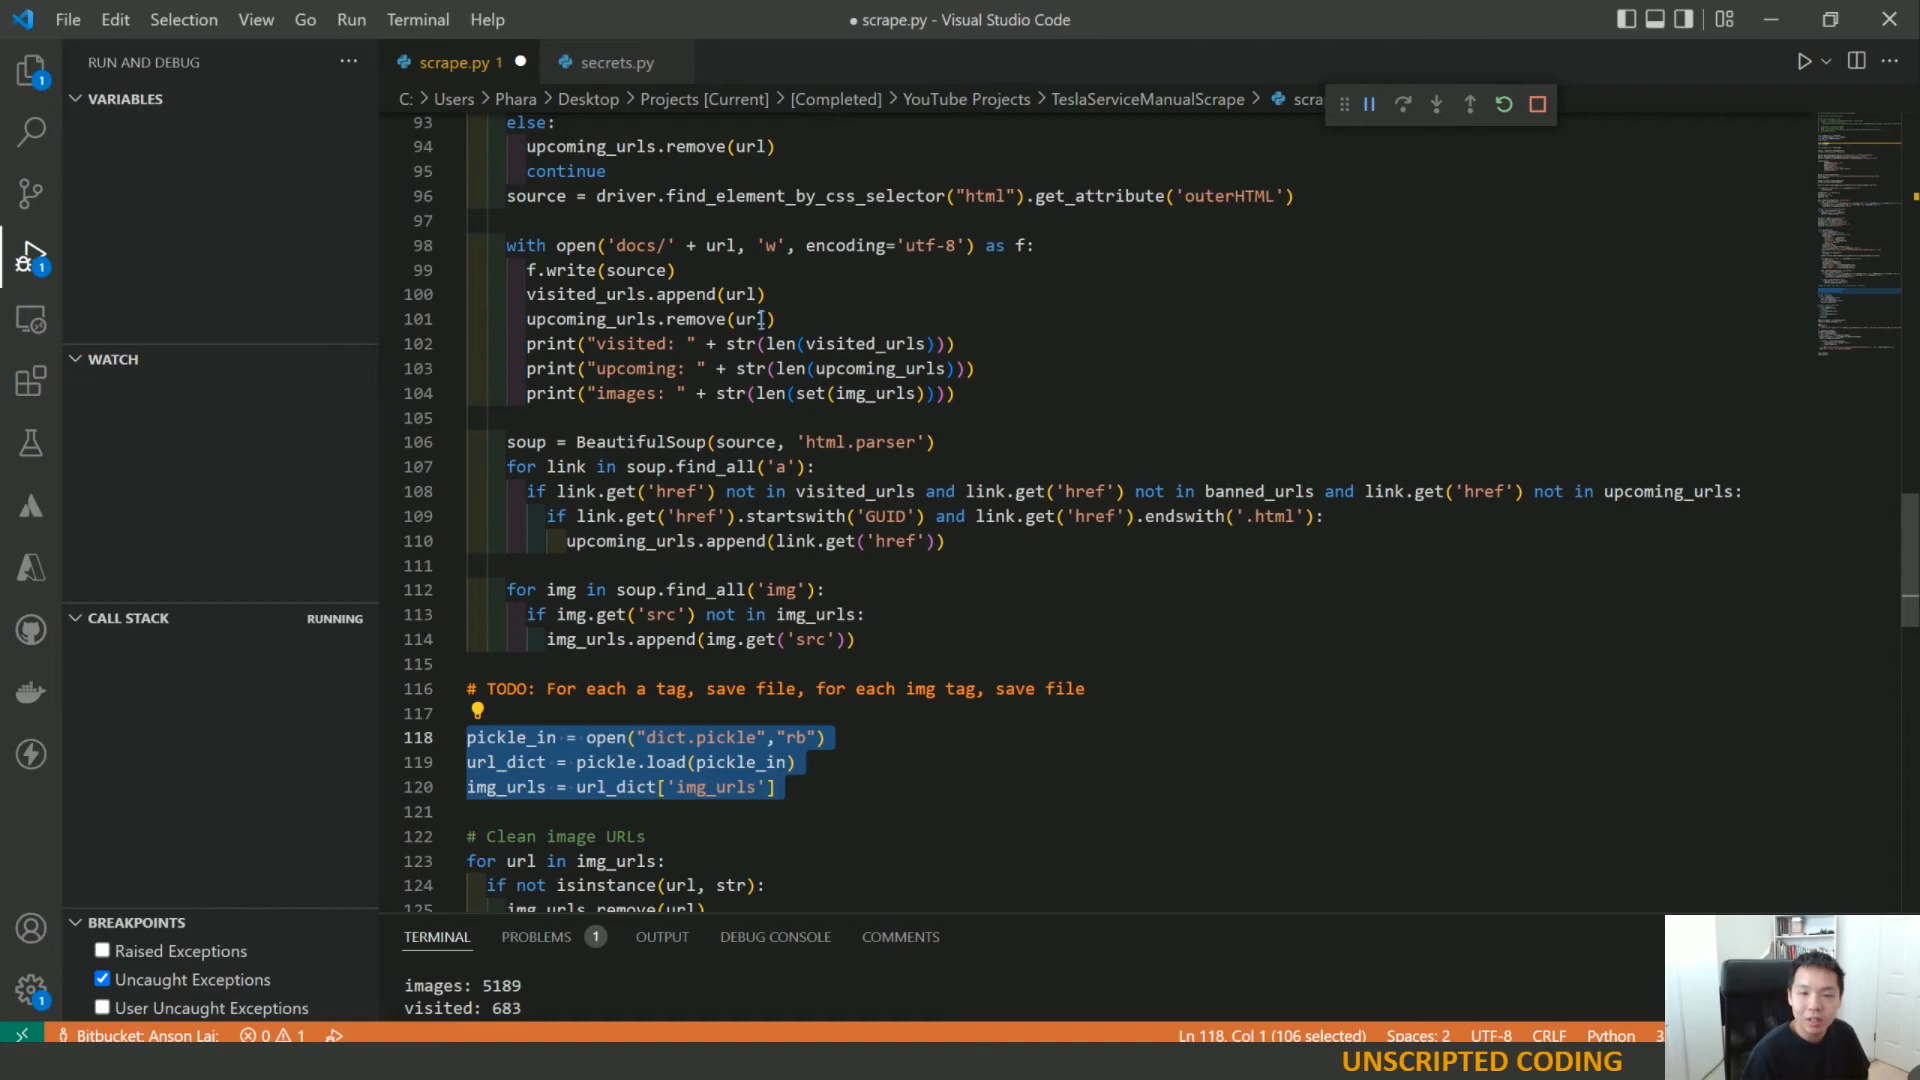 File Edit Selection View Go Run Terminal Help
● scrape.py - Visual Studio Code
RUN AND DEBUG ···
scrape.py 1 ●
secrets.py
C: > Users > Phara > Desktop > Projects [Current] > [Completed] > YouTube Projects > TeslaServiceManualScrape > scra
VARIABLES
WATCH
CALL STACK RUNNING
BREAKPOINTS
Raised Exceptions
Uncaught Exceptions
User Uncaught Exceptions
93 else:
94 upcoming_urls.remove(url)
95 continue
96 source = driver.find_element_by_css_selector("html").get_attribute('outerHTML')
97
98 with open('docs/' + url, 'w', encoding='utf-8') as f:
99 f.write(source)
100 visited_urls.append(url)
101 upcoming_urls.remove(url)
102 print("visited: " + str(len(visited_urls)))
103 print("upcoming: " + str(len(upcoming_urls)))
104 print("images: " + str(len(set(img_urls))))
105
106 soup = BeautifulSoup(source, 'html.parser')
107 for link in soup.find_all('a'):
108 if link.get('href') not in visited_urls and link.get('href') not in banned_urls and link.get('href') not in upcoming_urls:
109 if link.get('href').startswith('GUID') and link.get('href').endswith('.html'):
110 upcoming_urls.append(link.get('href'))
111
112 for img in soup.find_all('img'):
113 if img.get('src') not in img_urls:
114 img_urls.append(img.get('src'))
115
116 # TODO: For each a tag, save file, for each img tag, save file
117
118 pickle_in = open("dict.pickle","rb")
119 url_dict = pickle.load(pickle_in)
120 img_urls = url_dict['img_urls']
121
122 # Clean image URLs
123 for url in img_urls:
124 if not isinstance(url, str):
125 img_urls.remove(url)
TERMINAL PROBLEMS 1 OUTPUT DEBUG CONSOLE COMMENTS
images: 5189
visited: 683
Bitbucket: Anson Lai: 0 1
Ln 118, Col 1 (106 selected) Spaces: 2 UTF-8 CRLF Python 3
UNSCRIPTED CODING